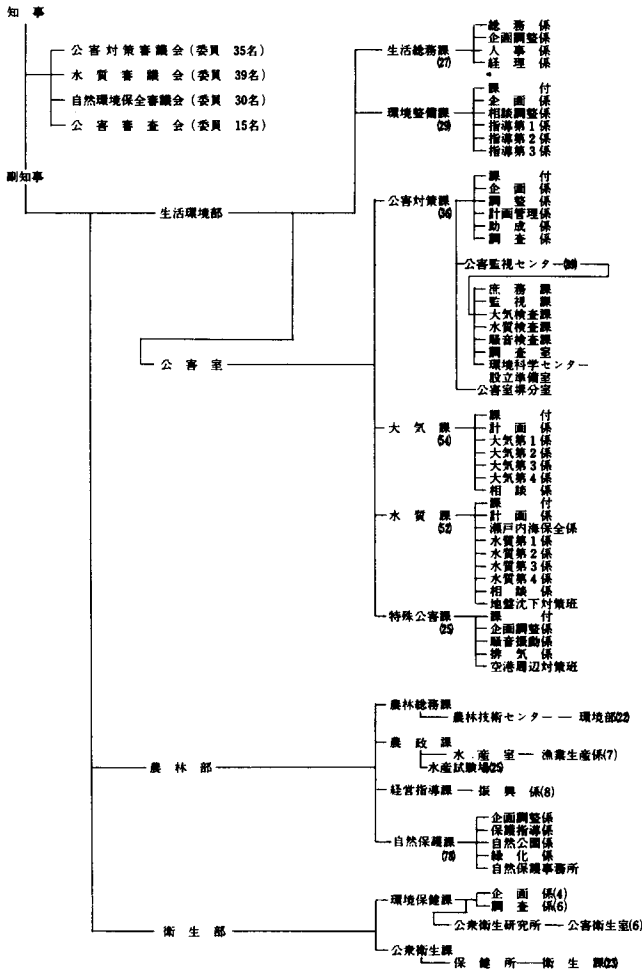 知事
公害対策審議会(委員 35名)
水質審議会(委員 39名)
自然環境保全審議会(委員 30名)
公害審査会(委員 15名)
副知事
生活環境部
生活総務課
(27)
総務係
企画調整係
人事係
経理係
環境整備課
(29)
課付
企画係
相談調整係
指導第1係
指導第2係
指導第3係
公害室
公害対策課
(36)
課付
企画係
調整係
計画管理係
助成係
調査係
公害監視センター
庶務課
監視課
大気検査課
水質検査課
騒音検査課
調査室
環境科学センター
設立準備室
公害室堺分室
大気課
(54)
課付
計画係
大気第1係
大気第2係
大気第3係
大気第4係
相談係
水質課
(52)
課付
計画係
瀬戸内海保全係
水質第1係
水質第2係
水質第3係
水質第4係
相談係
地盤沈下対策班
特殊公害課
(25)
課付
企画調整係
騒音振動係
排気係
空港周辺対策班
農林部
農林総務課
農林技術センター 環境部(22)
農政課
水産室 漁業生産係(7)
水産試験場(25)
経営指導課 振興係(8)
自然保護課
(78)
企画調整係
保護指導係
自然公園係
緑化係
自然保護事務所
衛生部
環境保健課
企画係(4)
調査係(6)
公衆衛生研究所 公害衛生室(6)
公衆衛生課
保健所 衛生課(23)